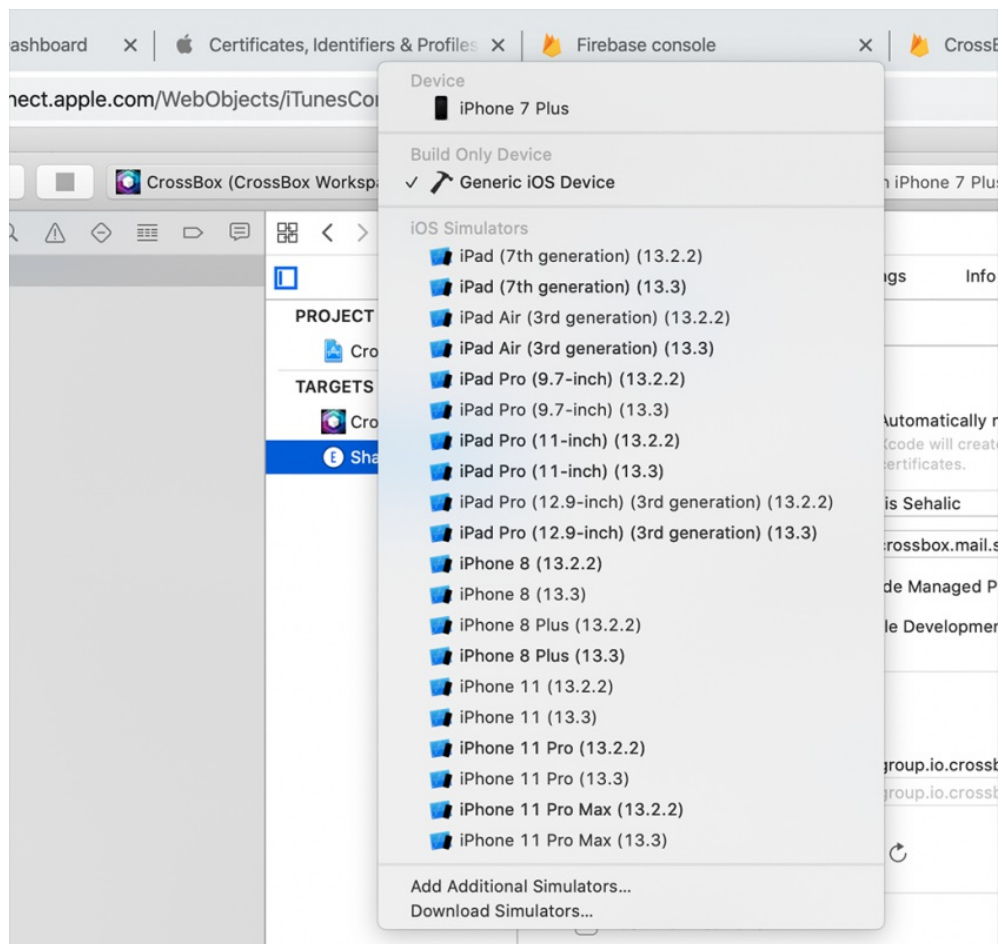 ashboard
Certificates, Identifiers & Profiles
Firebase console
nect.apple.com/WebObjects/iTunesCo
CrossBox (CrossBox Worksp
iPhone 7 Plu
Device
iPhone 7 Plus
Build Only Device
Generic iOS Device
iOS Simulators
iPad (7th generation) (13.2.2)
iPad (7th generation) (13.3)
iPad Air (3rd generation) (13.2.2)
iPad Air (3rd generation) (13.3)
iPad Pro (9.7-inch) (13.2.2)
iPad Pro (9.7-inch) (13.3)
iPad Pro (11-inch) (13.2.2)
iPad Pro (11-inch) (13.3)
iPad Pro (12.9-inch) (3rd generation) (13.2.2)
iPad Pro (12.9-inch) (3rd generation) (13.3)
iPhone 8 (13.2.2)
iPhone 8 (13.3)
iPhone 8 Plus (13.2.2)
iPhone 8 Plus (13.3)
iPhone 11 (13.2.2)
iPhone 11 (13.3)
iPhone 11 Pro (13.2.2)
iPhone 11 Pro (13.3)
iPhone 11 Pro Max (13.2.2)
iPhone 11 Pro Max (13.3)
Add Additional Simulators...
Download Simulators...
PROJECT
Cro
TARGETS
Cro
E Sha
ngs Info
Automatically
Xcode will creat
certificates.
is Sehalic
crossbox.mail.s
de Managed P
le Developmer
group.io.crossb
group.io.crossb